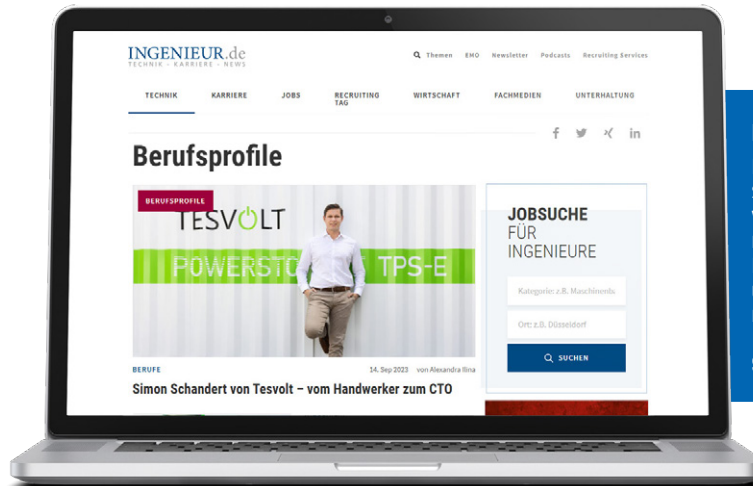 INGENIEUR.de
TECHNIK - KARRIERE - NEWS
Themen EMO Newsletter Podcasts Recruiting Services
TECHNIK KARRIERE JOBS RECRUITING TAG WIRTSCHAFT FACHMEDIEN UNTERHALTUNG
f in
Berufsprofile
BERUFSPROFILE
TESVOLT
POWERSTO TPS-E
JOBSUCHE
FÜR
INGENIEURE
Kategorie: z.B. Maschinenba
Ort: z.B. Düsseldorf
SUCHEN
BERUFE 14. Sep 2023 von Alexandra Ilina
Simon Schandert von Tesvolt – vom Handwerker zum CTO